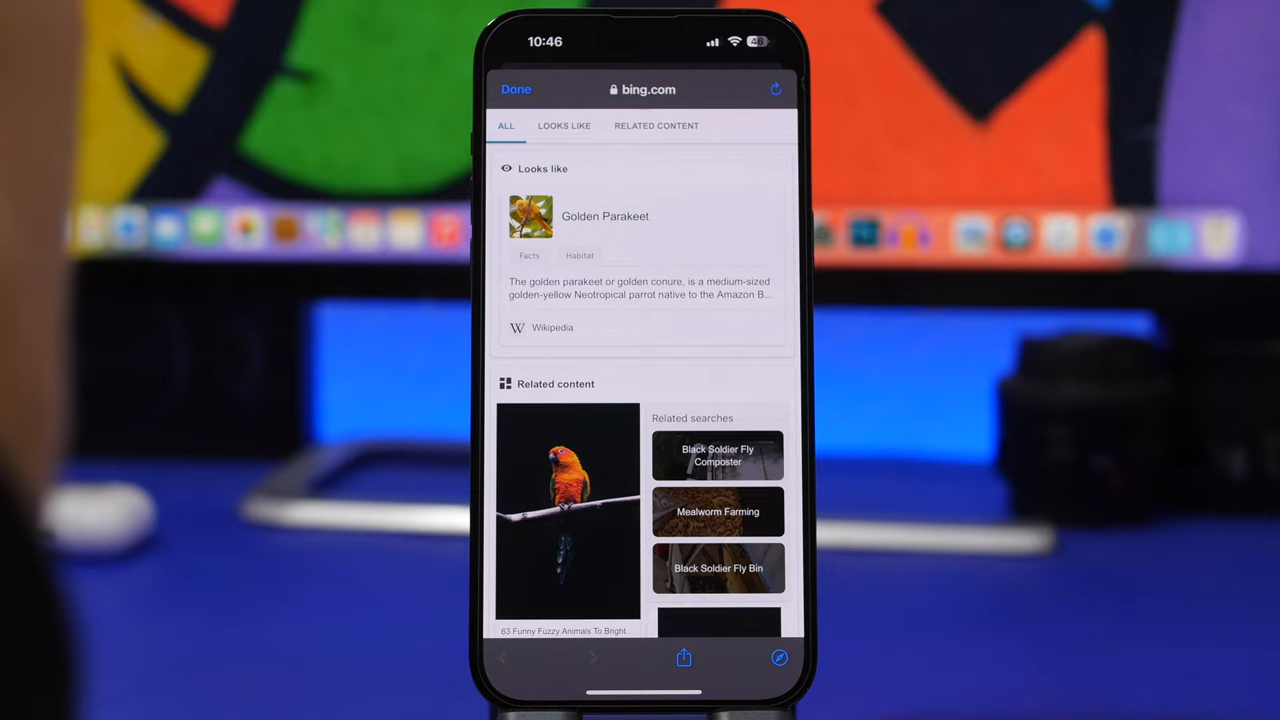 10:46
46
Done
bing.com
ALL
LOOKS LIKE
RELATED CONTENT
Looks like
Golden Parakeet
Facts
Habitat
The golden parakeet or golden conure, is a medium-sized
golden-yellow Neotropical parrot native to the Amazon B...
W
Wikipedia
Related content
Related searches
Black Soldier Fly
Composter
Mealworm Farming
Black Soldier Fly Bin
63 Funny Fuzzy Animals To Bright...